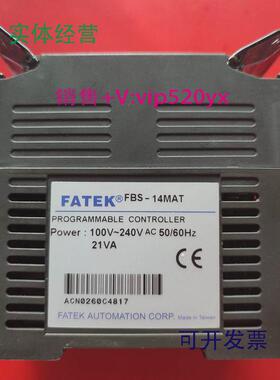 实体经营
销售+V:vip520yx
FATEK® FBS-14MAT
PROGRAMMABLE CONTROLLER
Power : 100V~240V AC 50/60Hz
21VA
ACN0260C4817
FATEK AUTOMATION CORP. Made in Taiwan
可开发票